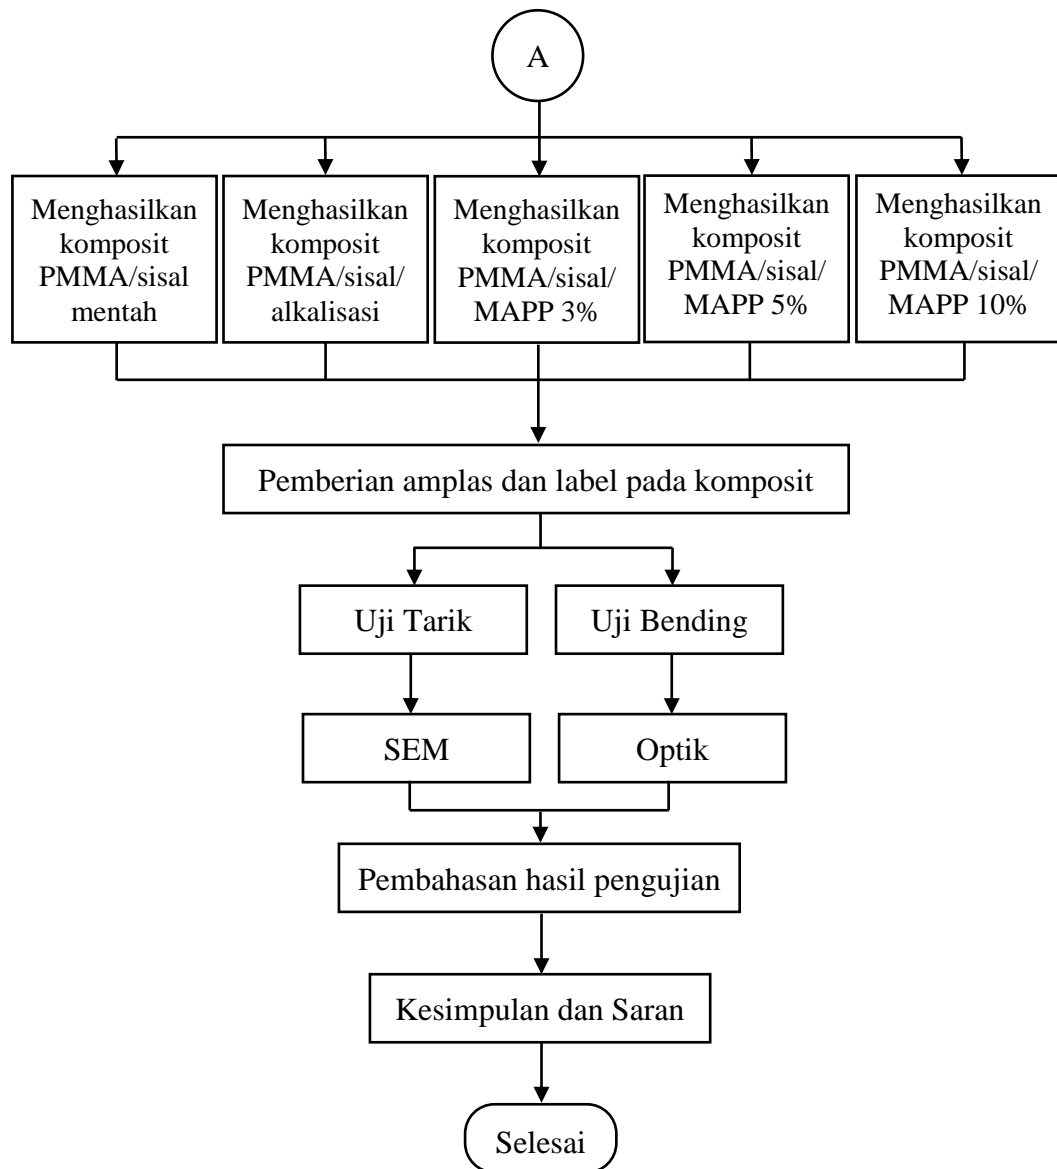 A
Menghasilkan
komposit
PMMA/sisal
mentah
Menghasilkan
komposit
PMMA/sisal/
alkalisasi
Menghasilkan
komposit
PMMA/sisal/
MAPP 3%
Menghasilkan
komposit
PMMA/sisal/
MAPP 5%
Menghasilkan
komposit
PMMA/sisal/
MAPP 10%
Pemberian amplas dan label pada komposit
Uji Tarik
Uji Bending
SEM
Optik
Pembahasan hasil pengujian
Kesimpulan dan Saran
Selesai